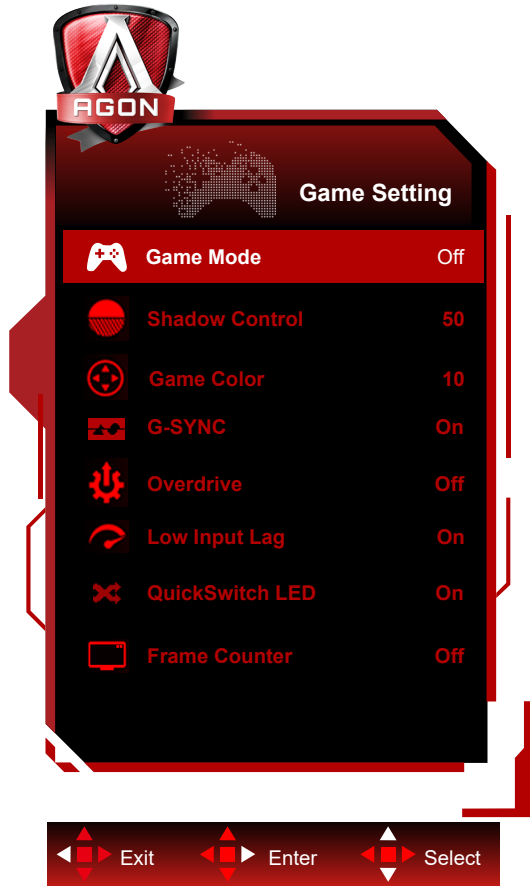 AGON
Game Setting
Game Mode Off
Shadow Control 50
Game Color 10
G-SYNC On
Overdrive Off
Low Input Lag On
QuickSwitch LED On
Frame Counter Off
Exit Enter Select